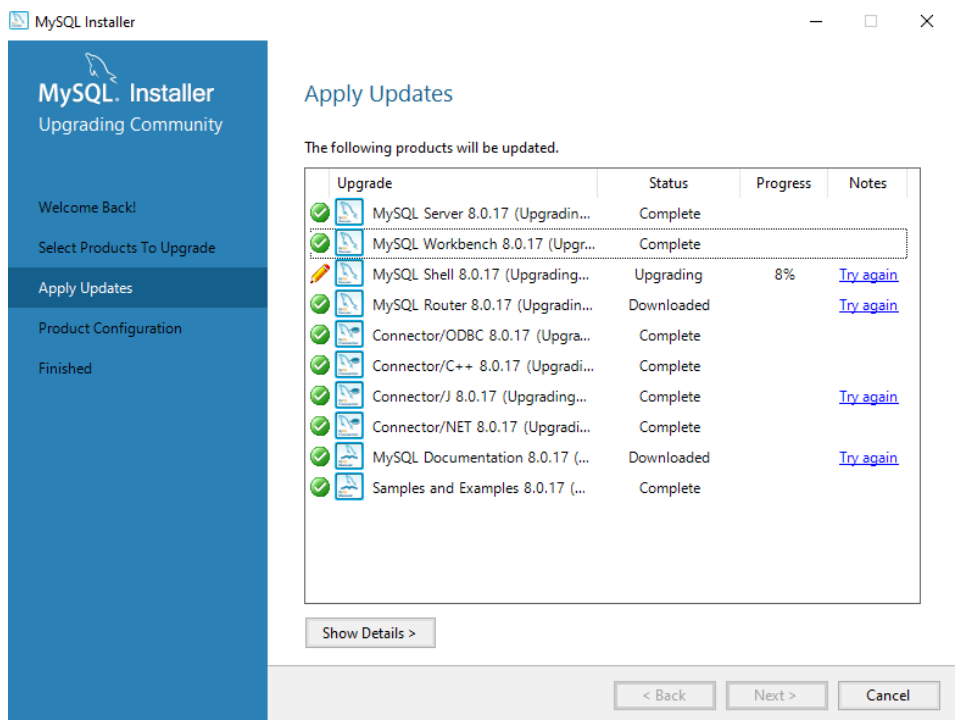 MySQL Installer
MySQL. Installer
Upgrading Community
Welcome Back!
Select Products To Upgrade
Apply Updates
Product Configuration
Finished
Apply Updates
The following products will be updated.
Upgrade Status Progress Notes
MySQL Server 8.0.17 (Upgradin... Complete
MySQL Workbench 8.0.17 (Upgr... Complete
MySQL Shell 8.0.17 (Upgrading... Upgrading 8% Try again
MySQL Router 8.0.17 (Upgradin... Downloaded Try again
Connector/ODBC 8.0.17 (Upgra... Complete
Connector/C++ 8.0.17 (Upgradi... Complete
Connector/J 8.0.17 (Upgrading... Complete Try again
Connector/NET 8.0.17 (Upgradi... Complete
MySQL Documentation 8.0.17 (... Downloaded Try again
Samples and Examples 8.0.17 (... Complete
Show Details >
< Back Next > Cancel